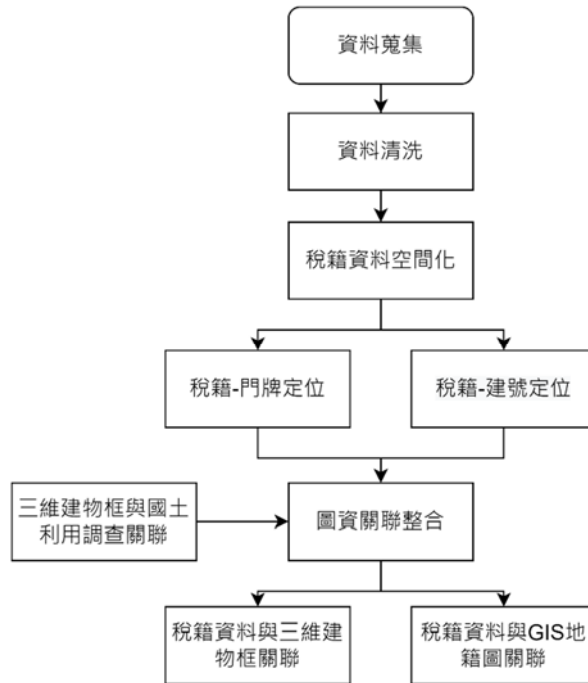 資料蒐集
資料清洗
稅籍資料空間化
稅籍-門牌定位
稅籍-建號定位
三維建物框與國土
利用調查關聯
圖資關聯整合
稅籍資料與三維建
物框關聯
稅籍資料與GIS地
籍圖關聯